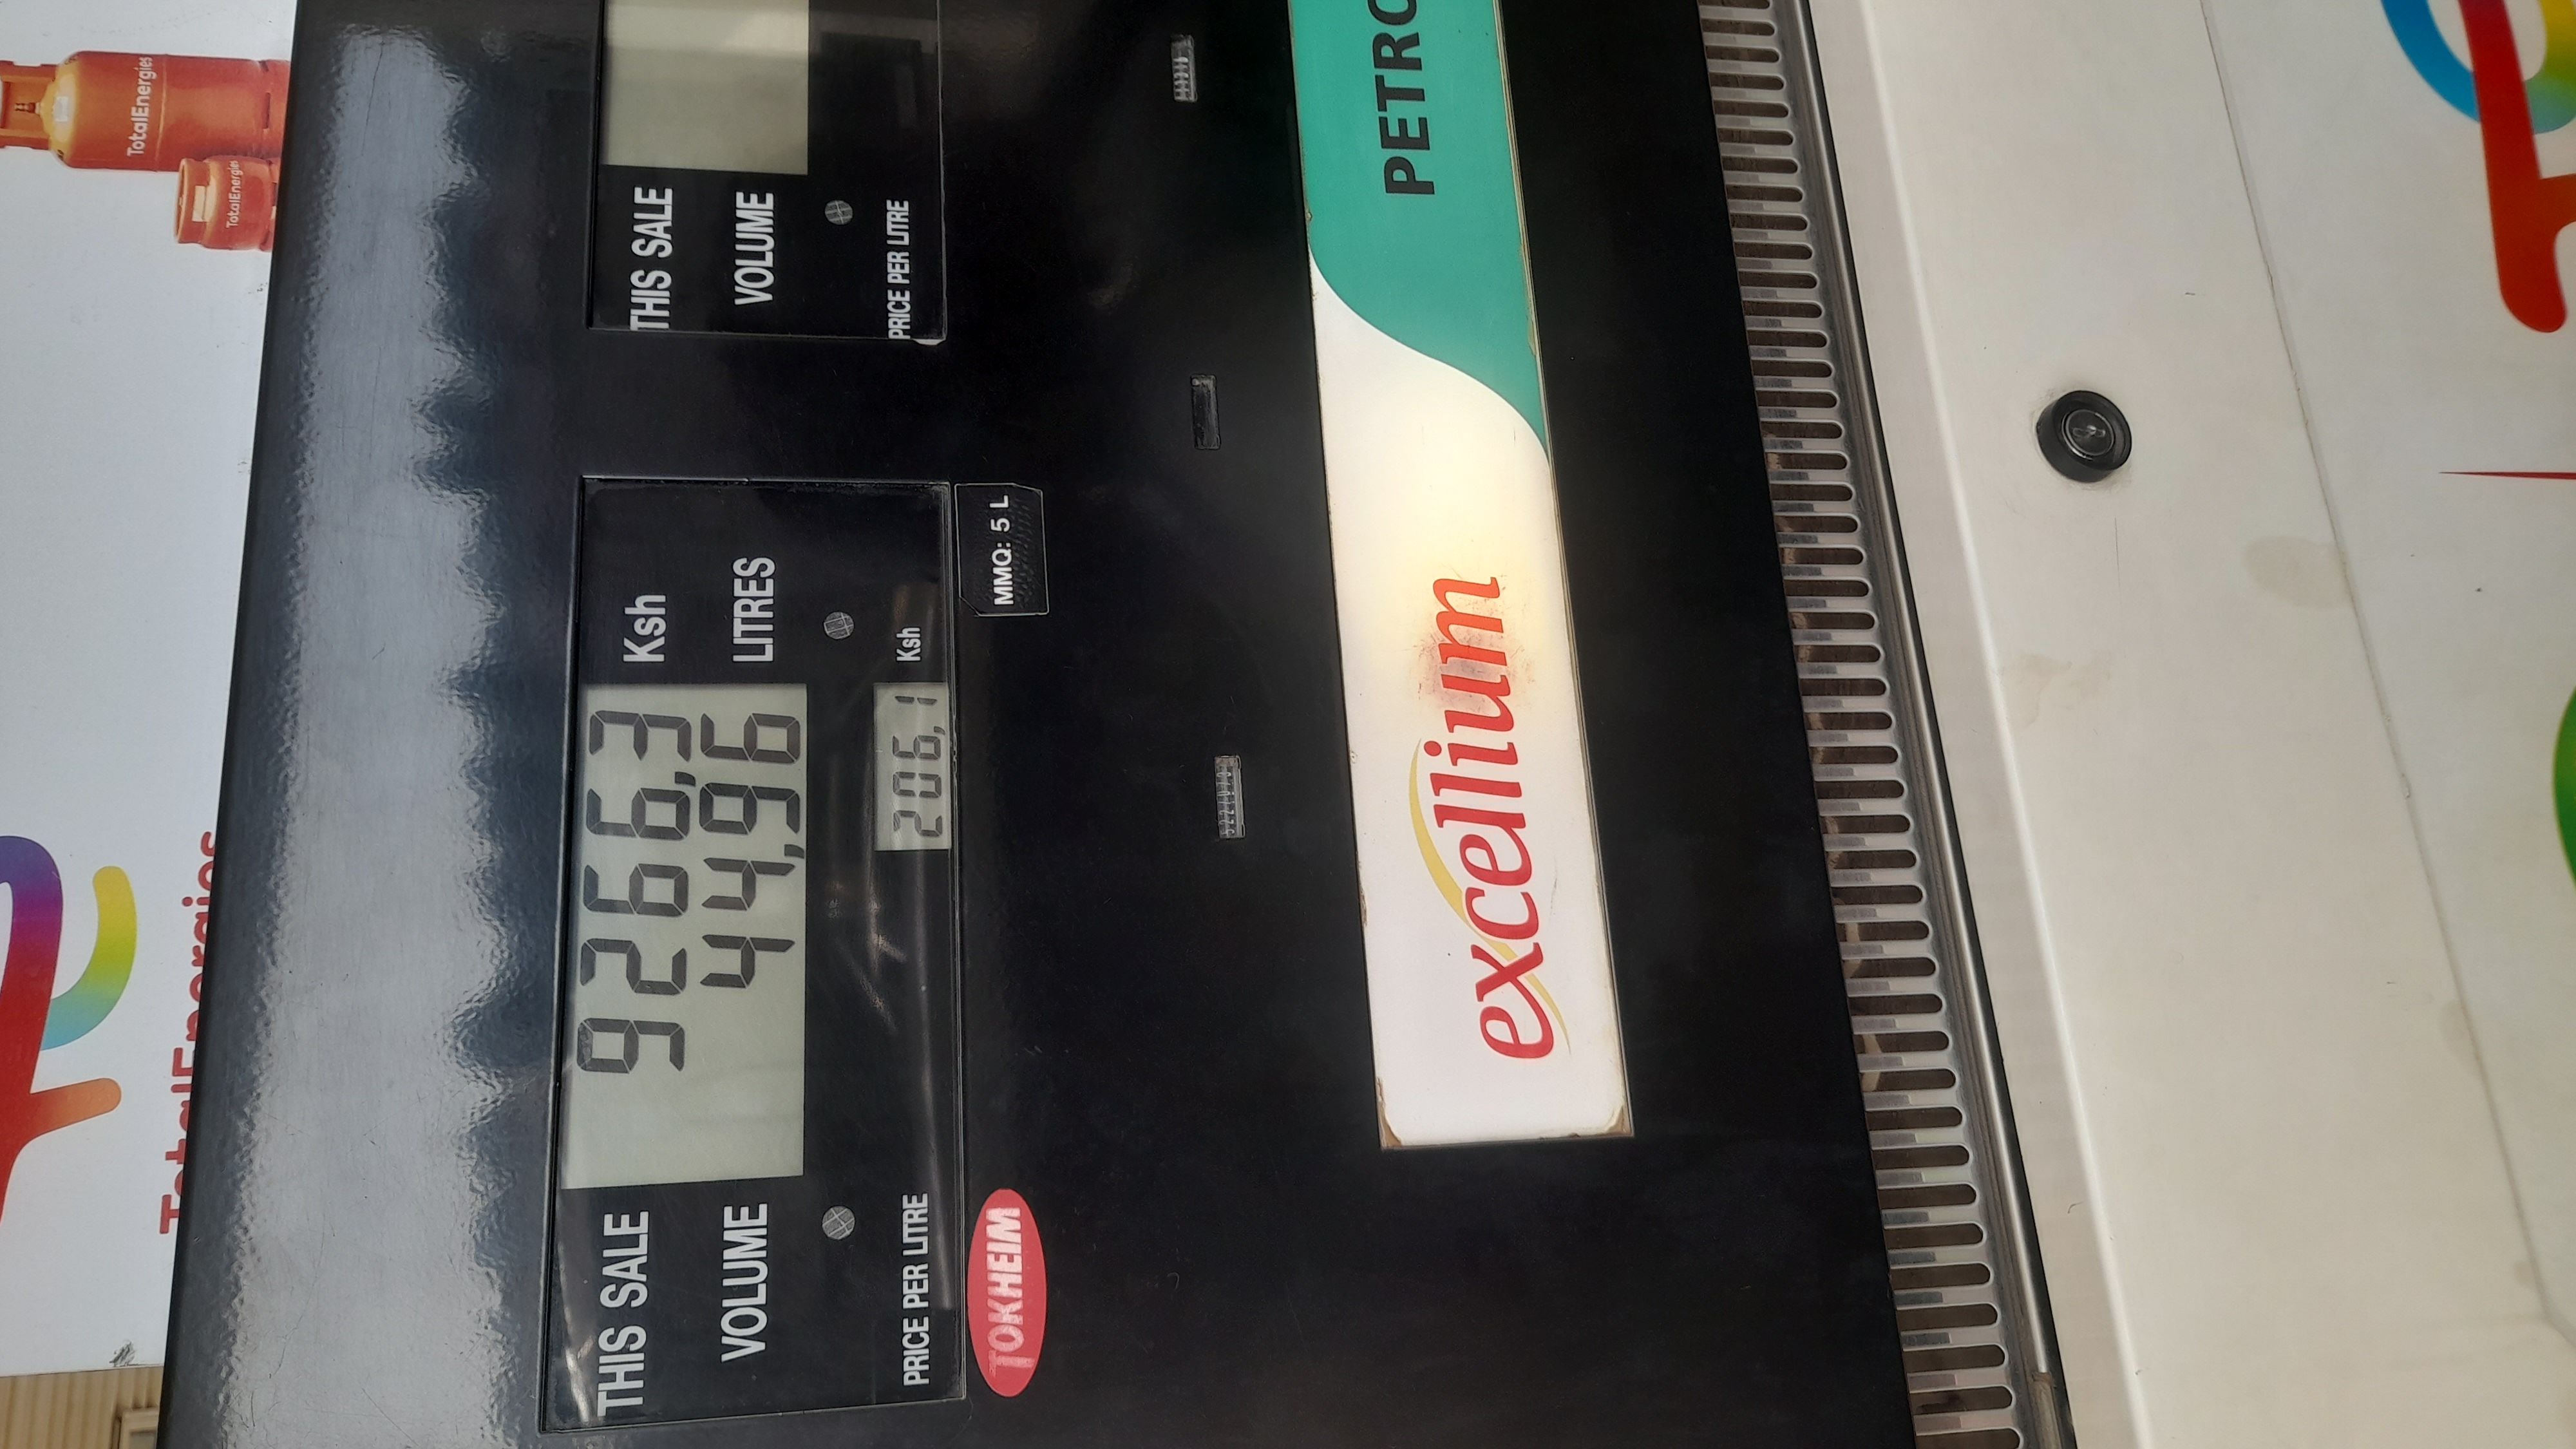 TotalEnergies
TotalEnergies
TotalEnergies
THIS SALE 9266,3 Ksh
VOLUME 44,96 LITRES
PRICE PER LITRE 206,1 Ksh
TOKHEIM
MMQ: 5 L
THIS SALE
VOLUME
PRICE PER LITRE
excellium
PETRO